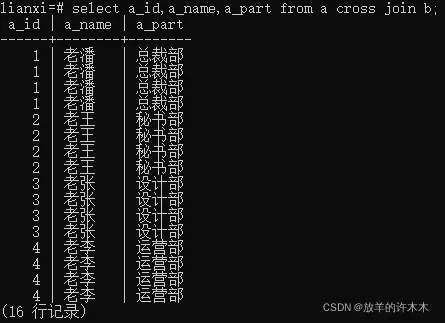 lianxi=# select a_id,a_name,a_part from a cross join b;
a_id | a_name | a_part
------+--------+--------
1 | 老潘 | 总裁部
1 | 老潘 | 总裁部
1 | 老潘 | 总裁部
1 | 老潘 | 总裁部
2 | 老王 | 秘书部
2 | 老王 | 秘书部
2 | 老王 | 秘书部
2 | 老王 | 秘书部
3 | 老张 | 设计部
3 | 老张 | 设计部
3 | 老张 | 设计部
3 | 老张 | 设计部
4 | 老李 | 运营部
4 | 老李 | 运营部
4 | 老李 | 运营部
4 | 老李 | 运营部
(16 行记录)
CSDN @放羊的许木木